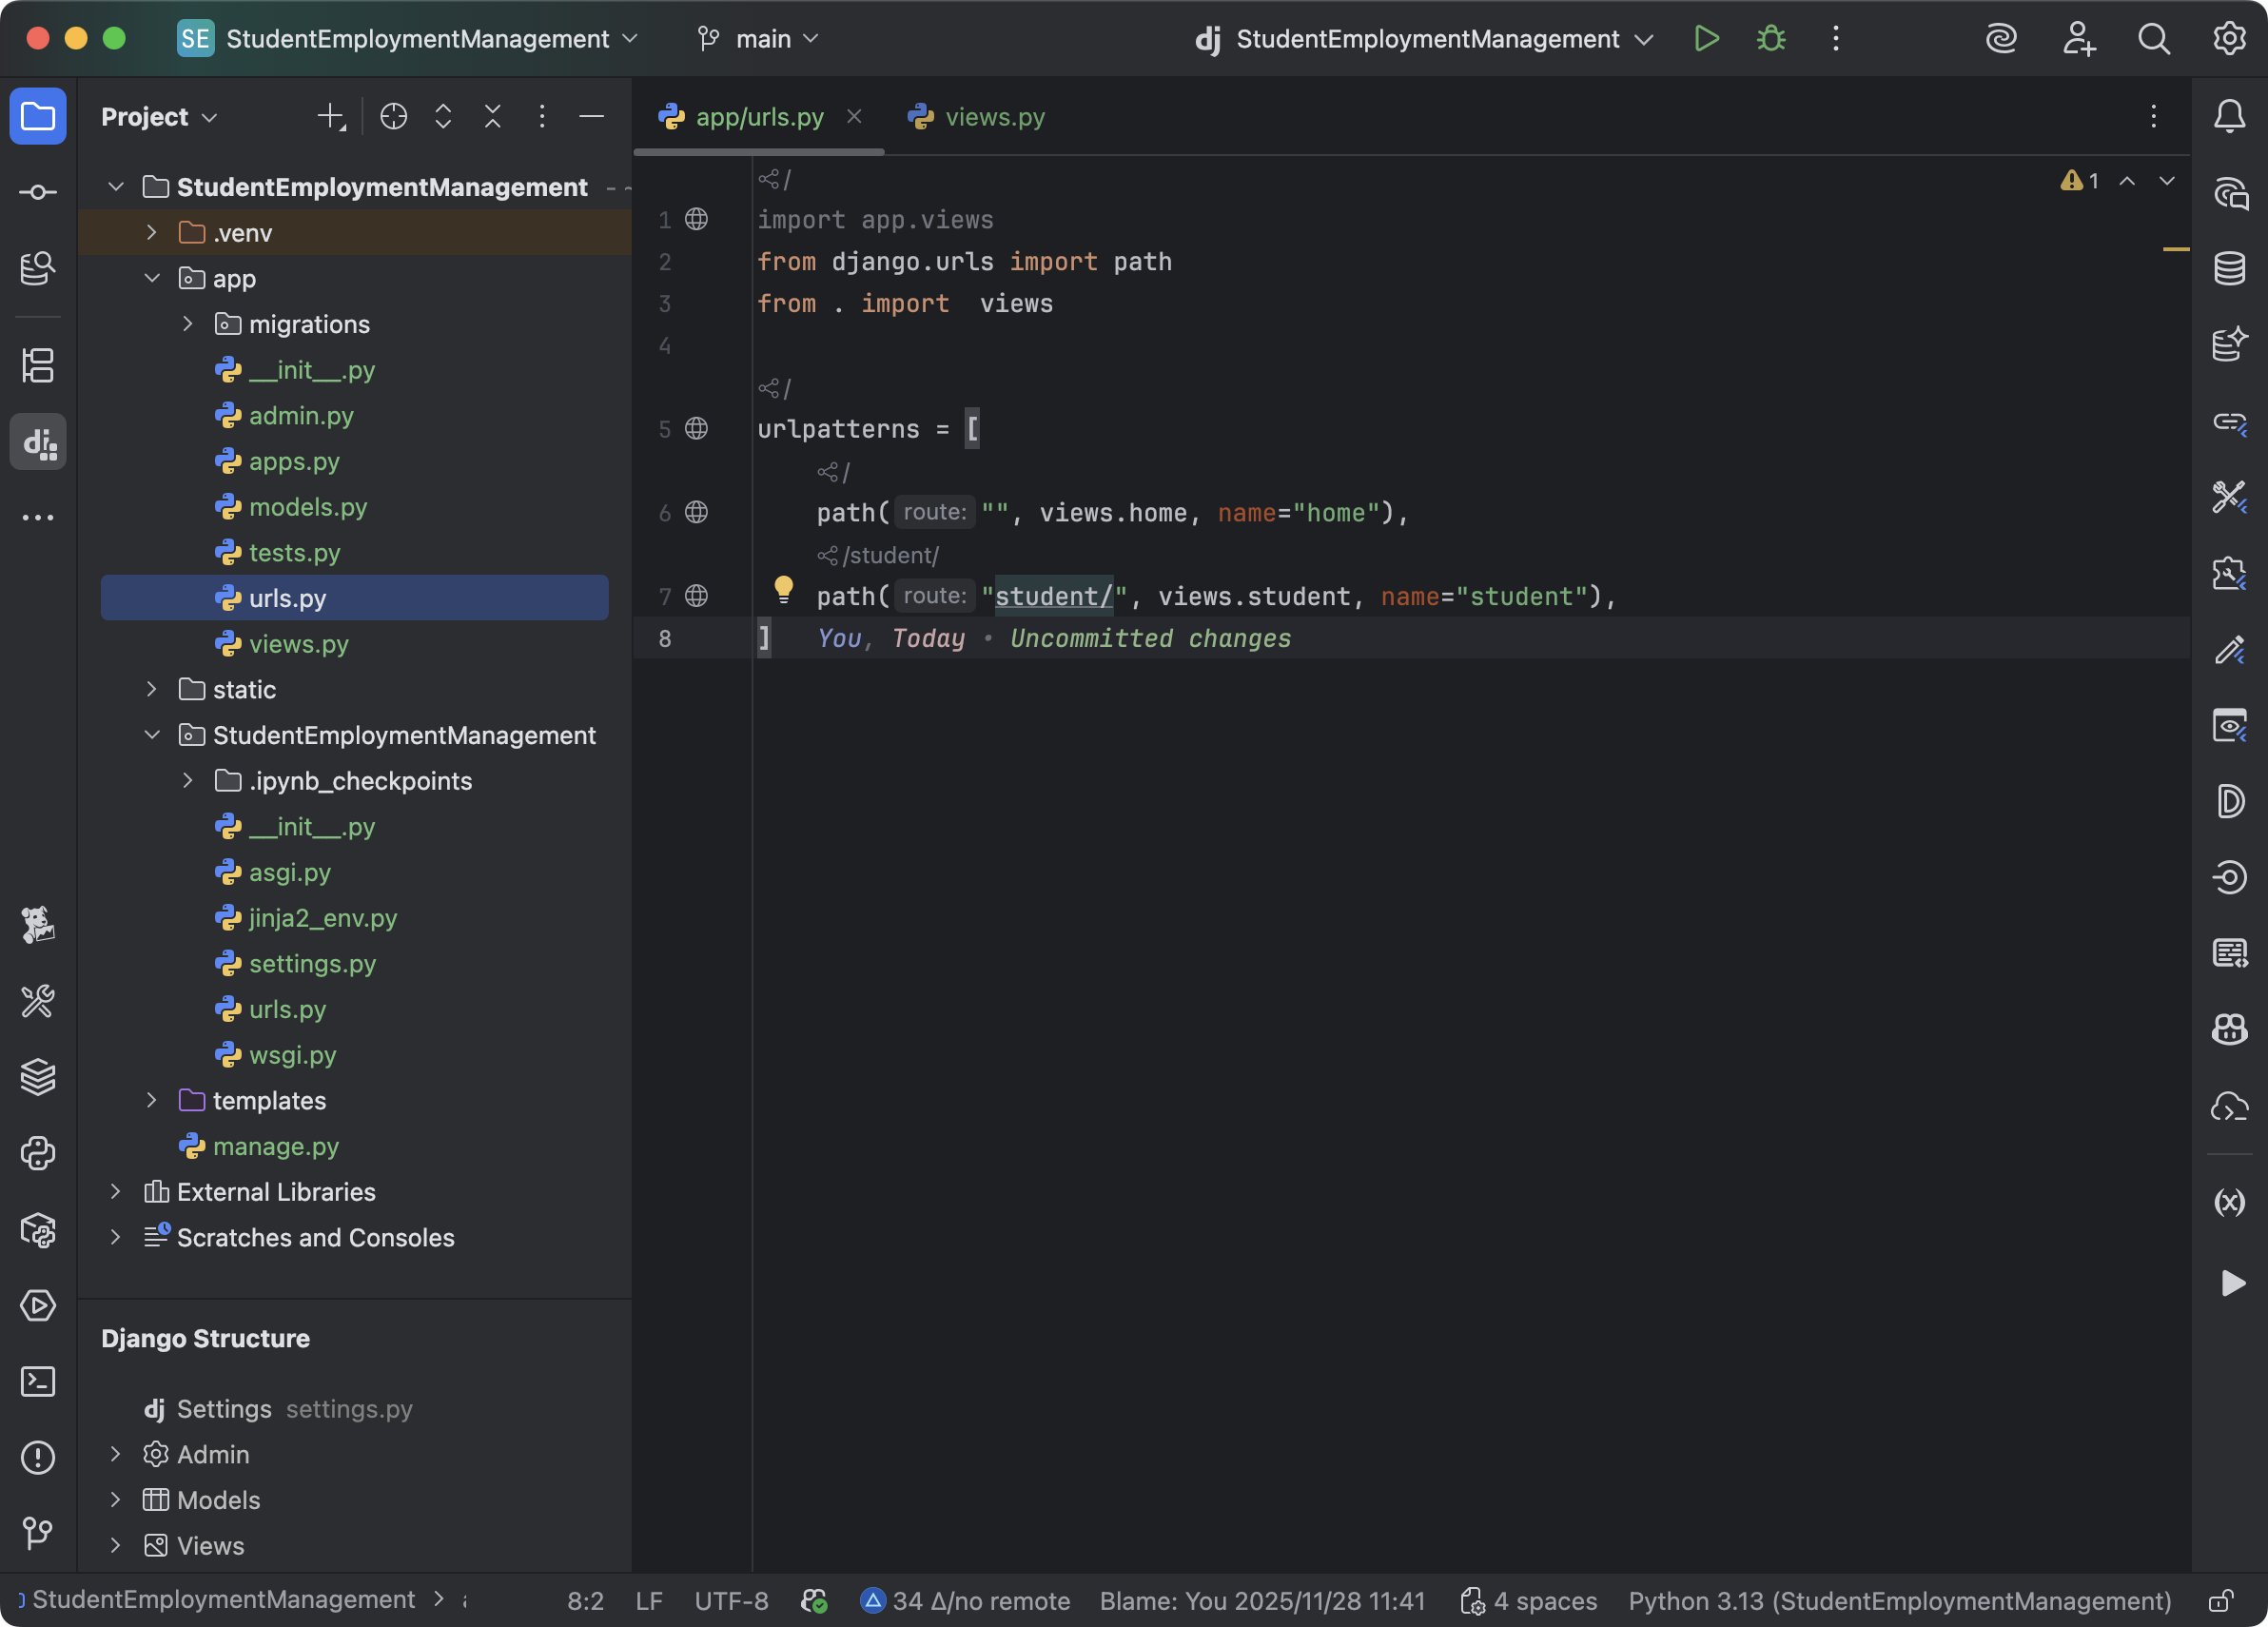 SE StudentEmploymentManagement main dj StudentEmploymentManagement
Project
StudentEmploymentManagement
.venv
app
migrations
__init__.py
admin.py
apps.py
models.py
tests.py
urls.py
views.py
static
StudentEmploymentManagement
.ipynb_checkpoints
__init__.py
asgi.py
jinja2_env.py
settings.py
urls.py
wsgi.py
templates
manage.py
External Libraries
Scratches and Consoles
Django Structure
dj Settings settings.py
Admin
Models
Views
app/urls.py views.py
/
1 import app.views
2 from django.urls import path
3 from . import  views
4
/
5 urlpatterns = [
/
6 path( route: "", views.home, name="home"),
/student/
7 path( route: "student/", views.student, name="student"),
8 ] You, Today • Uncommitted changes
1
StudentEmploymentManagement 8:2 LF UTF-8 34 Δ/no remote Blame: You 2025/11/28 11:41 4 spaces Python 3.13 (StudentEmploymentManagement)